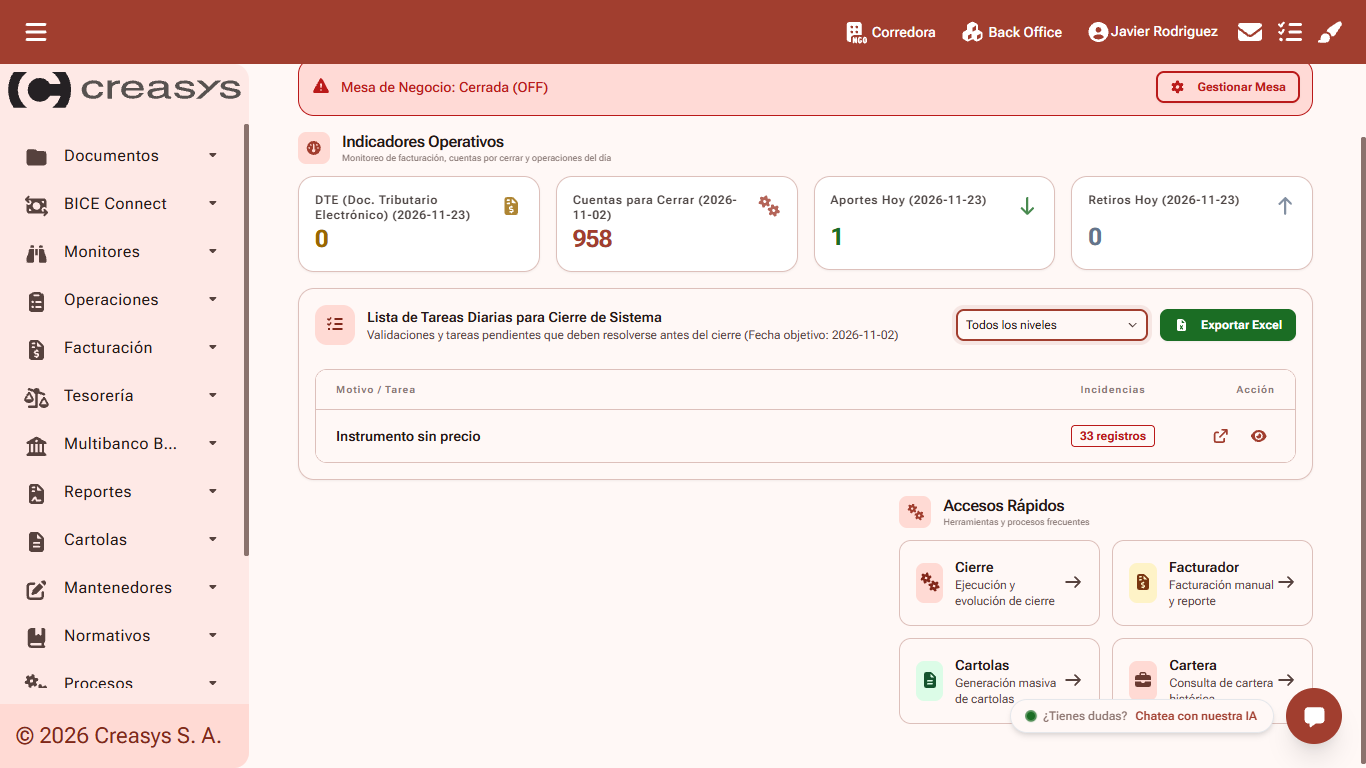 Corredora
NGO
Back Office
Javier Rodriguez
creasys
Documentos
BICE Connect
Monitores
Operaciones
Facturación
Tesorería
Multibanco B...
Reportes
Cartolas
Mantenedores
Normativos
Procesos
© 2026 Creasys S. A.
Mesa de Negocio: Cerrada (OFF)
Gestionar Mesa
Indicadores Operativos
Monitoreo de facturación, cuentas por cerrar y operaciones del día
DTE (Doc. Tributario
Electrónico) (2026-11-23)
0
Cuentas para Cerrar (2026-
11-02)
958
Aportes Hoy (2026-11-23)
1
Retiros Hoy (2026-11-23)
0
Lista de Tareas Diarias para Cierre de Sistema
Validaciones y tareas pendientes que deben resolverse antes del cierre (Fecha objetivo: 2026-11-02)
Todos los niveles
Exportar Excel
Motivo / Tarea
Incidencias
Acción
Instrumento sin precio
33 registros
Accesos Rápidos
Herramientas y procesos frecuentes
Cierre
Ejecución y
evolución de cierre
Facturador
Facturación manual
y reporte
Cartolas
Generación masiva
de cartolas
Cartera
Consulta de cartera
histórica
¿Tienes dudas? Chatea con nuestra IA